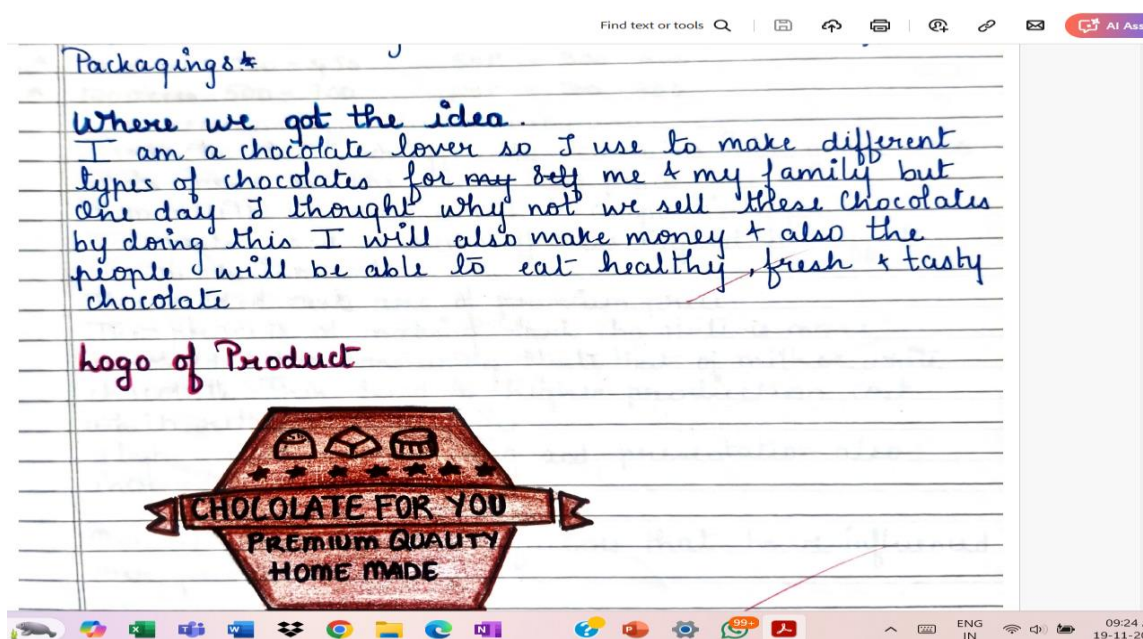 Find text or tools
AI Ass
Packagings
Where we got the idea.
I am a chocolate lover so I use to make different
types of chocolates for my self me & my family but
one day I thought why not we sell these chocolates
by doing this I will also make money & also the
people will be able to eat healthy, fresh & tasty
chocolate
Logo of Product
CHOCOLATE FOR YOU
PREMIUM QUALITY
HOME MADE
99+
ENG
IN
09:24
19-11